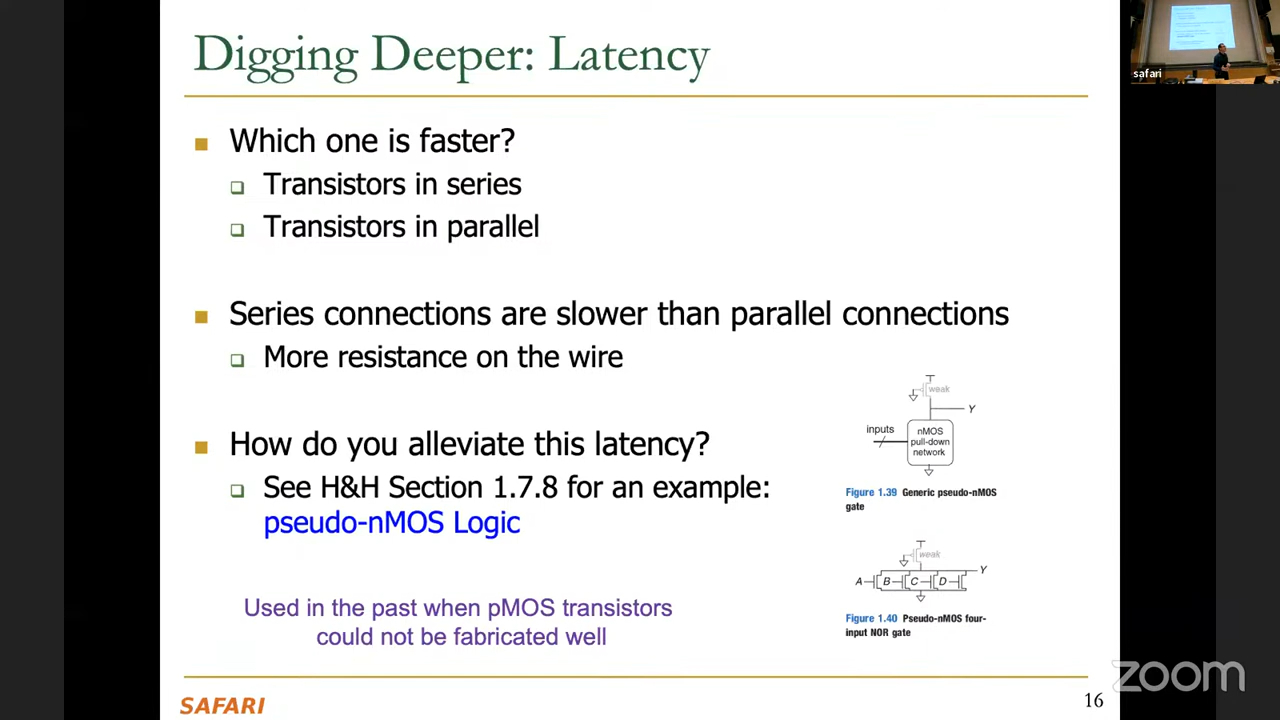 Digging Deeper: Latency
safari
Which one is faster?
Transistors in series
Transistors in parallel
Series connections are slower than parallel connections
More resistance on the wire
How do you alleviate this latency?
See H&H Section 1.7.8 for an example:
pseudo-nMOS Logic
Used in the past when pMOS transistors
could not be fabricated well
weak
Y
inputs
nMOS
pull-down
network
Figure 1.39 Generic pseudo-nMOS
gate
weak
Y
A B C D
Figure 1.40 Pseudo-nMOS four-
input NOR gate
SAFARI
16
zoom